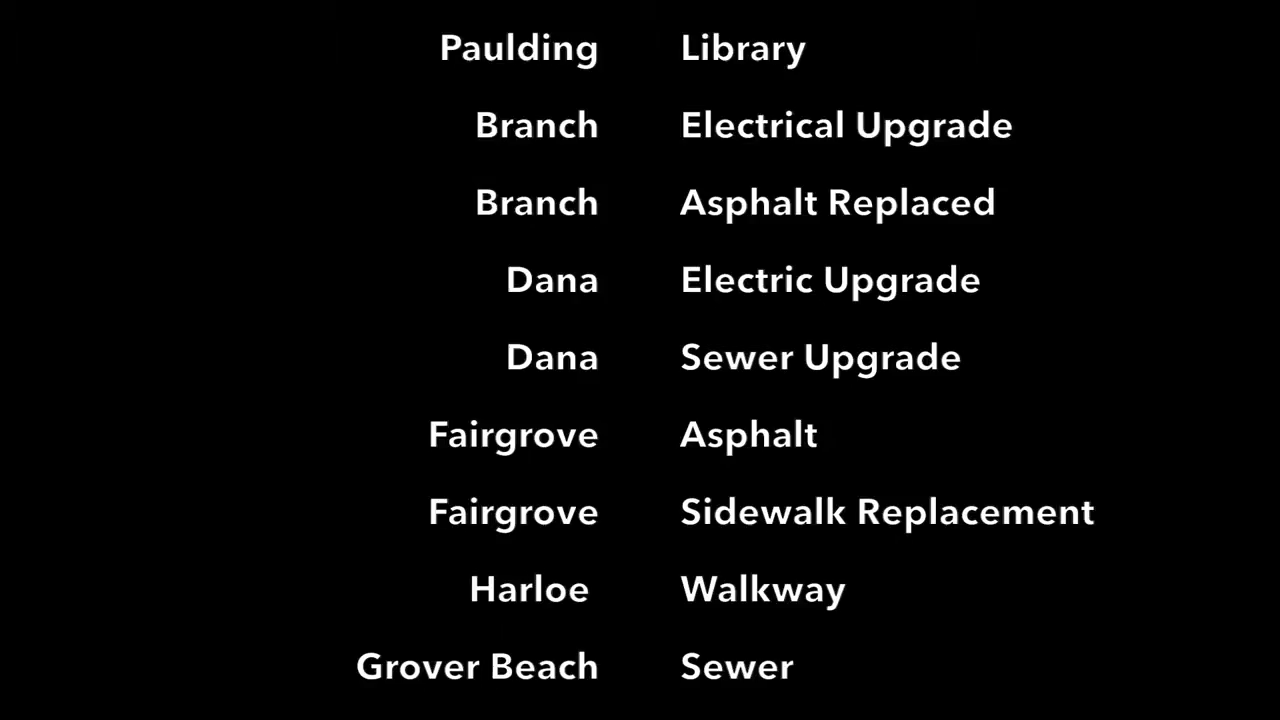 Paulding Library
Branch Electrical Upgrade
Branch Asphalt Replaced
Dana Electric Upgrade
Dana Sewer Upgrade
Fairgrove Asphalt
Fairgrove Sidewalk Replacement
Harloe Walkway
Grover Beach Sewer